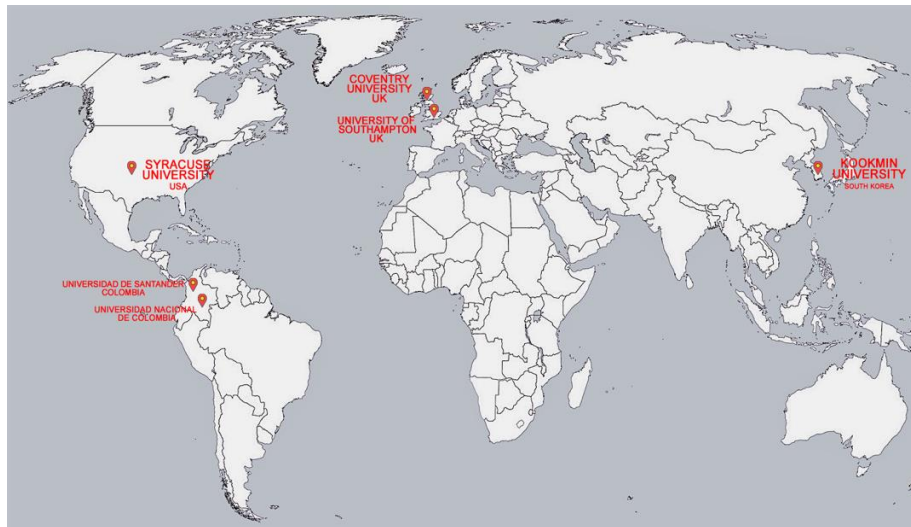 COVENTRY
UNIVERSITY
UK
UNIVERSITY OF
SOUTHAMPTON
UK
SYRACUSE
UNIVERSITY
USA
KOOKMIN
UNIVERSITY
SOUTH KOREA
UNIVERSIDAD DE SANTANDER
COLOMBIA
UNIVERSIDAD NACIONAL
DE COLOMBIA